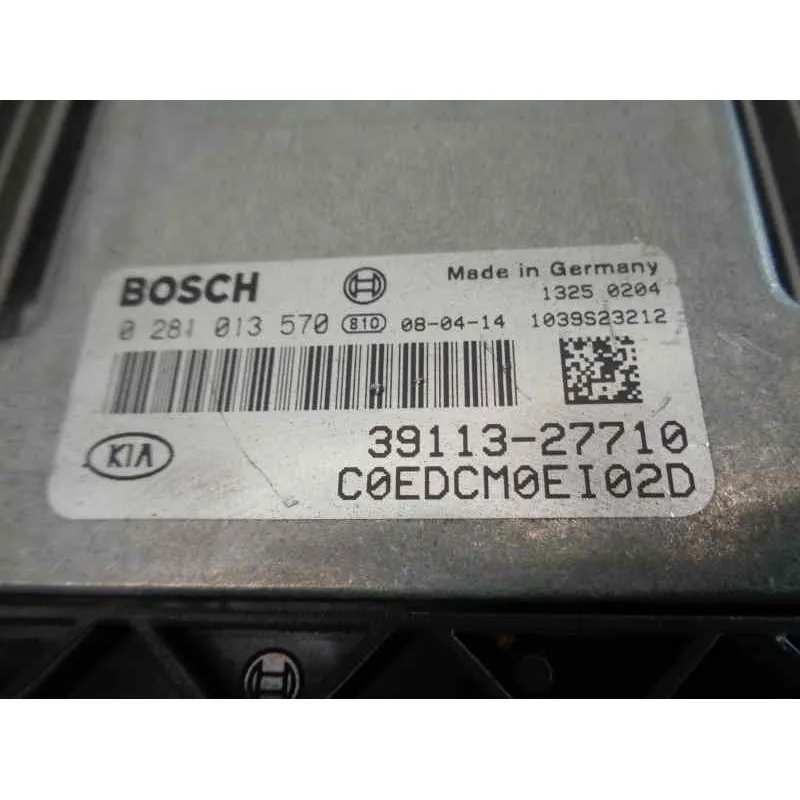 BOSCH
Made in Germany
1325 0204
0 281 013 570 810 08-04-14 1039S23212
KIA
39113-27710
C0EDCM0EI02D